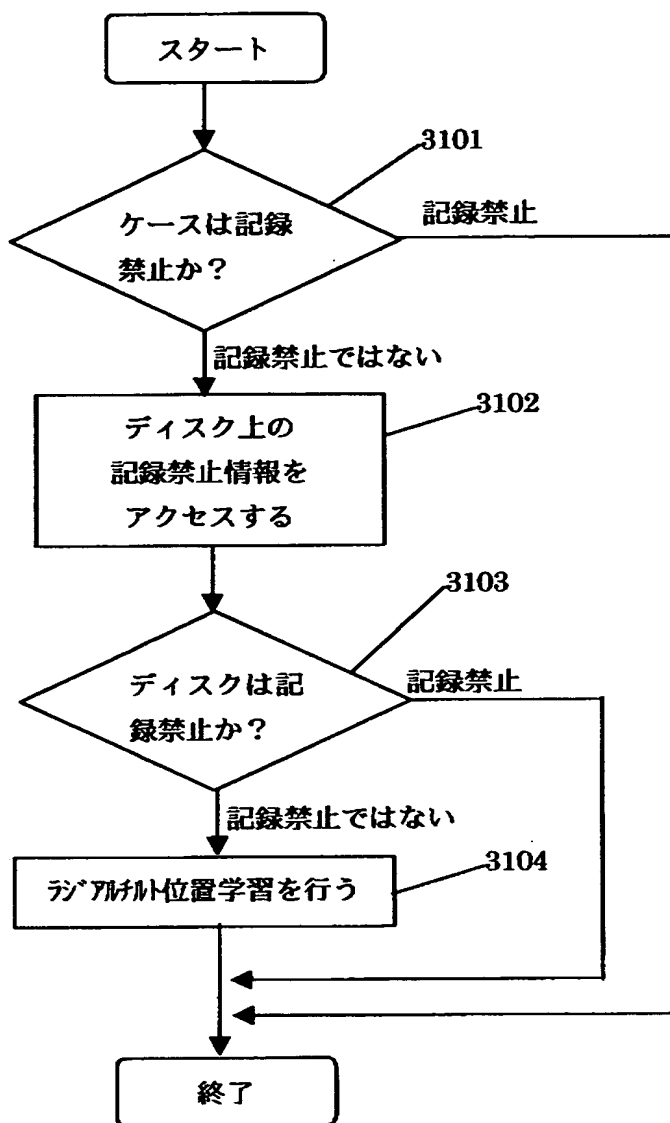 スタート
3101
ケースは記録
禁止か？
記録禁止
記録禁止ではない
3102
ディスク上の
記録禁止情報を
アクセスする
3103
ディスクは記
録禁止か？
記録禁止
記録禁止ではない
3104
ﾗｼﾞｱﾙﾁﾙﾄ位置学習を行う
終了